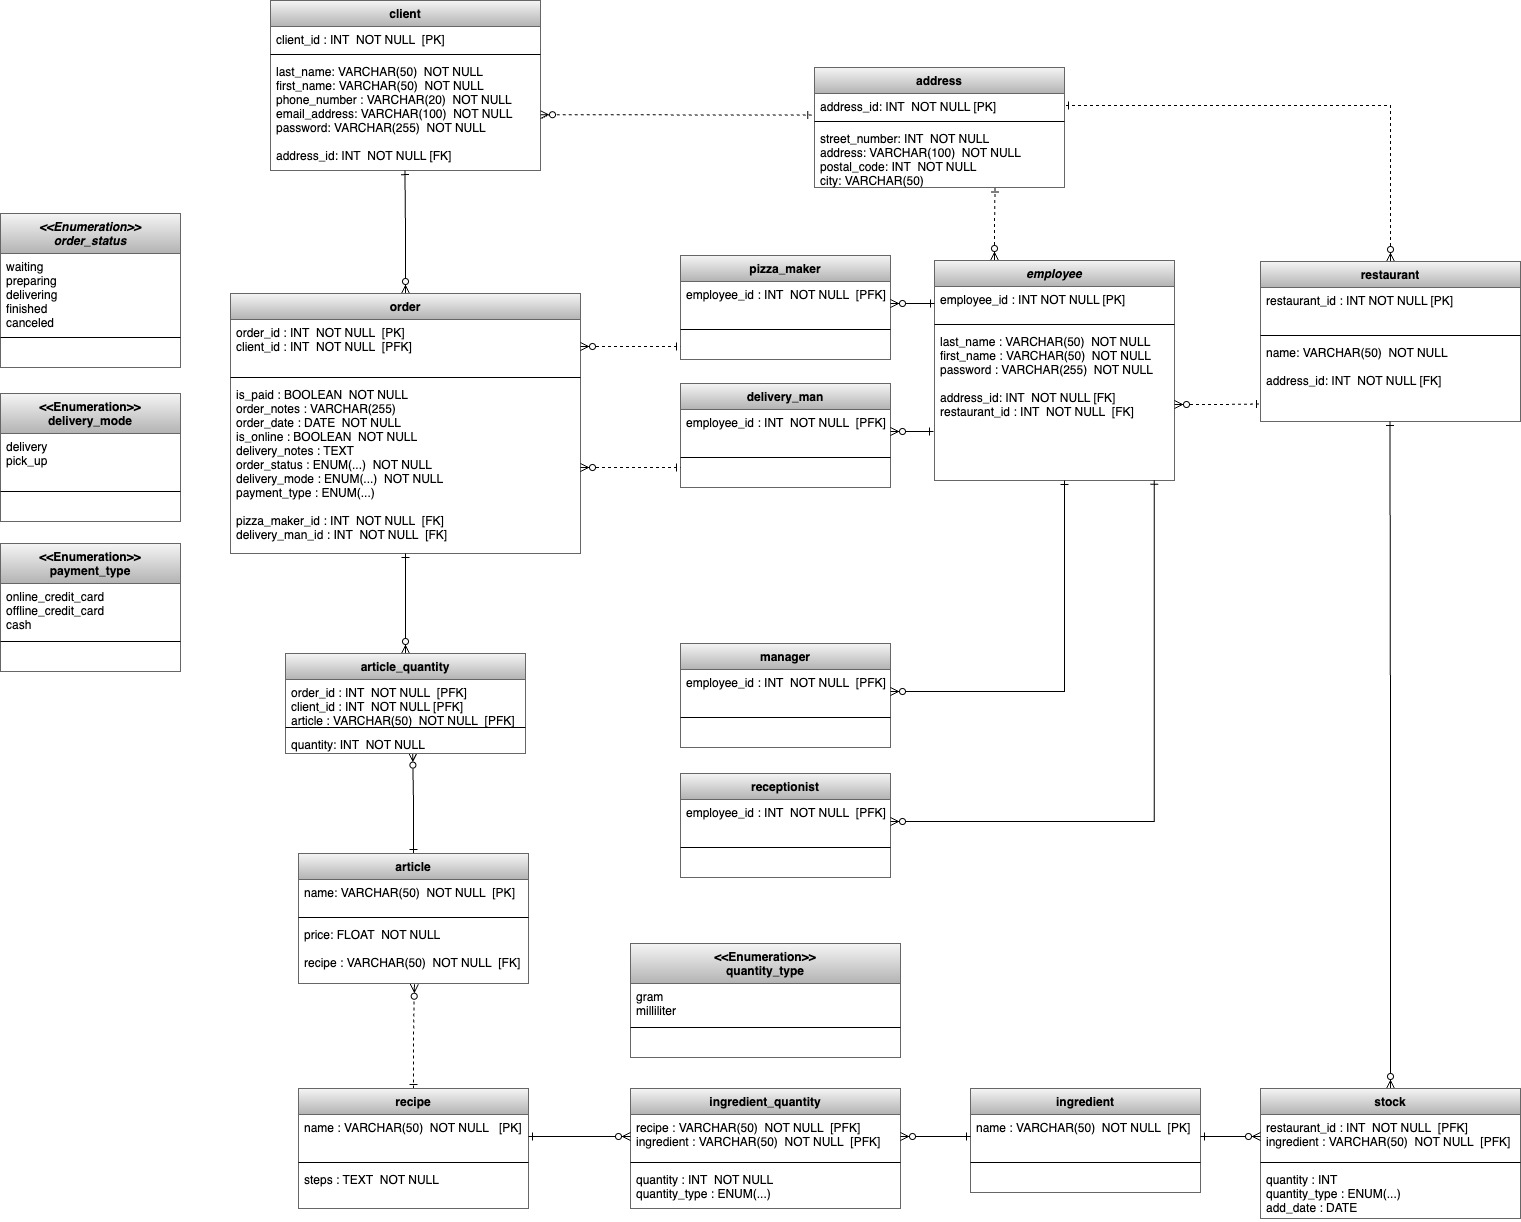 client
client_id : INT  NOT NULL  [PK]
last_name: VARCHAR(50)  NOT NULL
first_name: VARCHAR(50)  NOT NULL
phone_number : VARCHAR(20)  NOT NULL
email_address: VARCHAR(100)  NOT NULL
password: VARCHAR(255)  NOT NULL
address_id: INT  NOT NULL [FK]
address
address_id: INT  NOT NULL [PK]
street_number: INT  NOT NULL
address: VARCHAR(100)  NOT NULL
postal_code: INT  NOT NULL
city: VARCHAR(50)
<<Enumeration>>
order_status
waiting
preparing
delivering
finished
canceled
<<Enumeration>>
delivery_mode
delivery
pick_up
<<Enumeration>>
payment_type
online_credit_card
offline_credit_card
cash
order
order_id : INT  NOT NULL  [PK]
client_id : INT  NOT NULL  [PFK]
is_paid : BOOLEAN  NOT NULL
order_notes : VARCHAR(255)
order_date : DATE  NOT NULL
is_online : BOOLEAN  NOT NULL
delivery_notes : TEXT
order_status : ENUM(...)  NOT NULL
delivery_mode : ENUM(...)  NOT NULL
payment_type : ENUM(...)
pizza_maker_id : INT  NOT NULL  [FK]
delivery_man_id : INT  NOT NULL  [FK]
pizza_maker
employee_id : INT  NOT NULL  [PFK]
delivery_man
employee_id : INT  NOT NULL  [PFK]
employee
employee_id : INT NOT NULL [PK]
last_name : VARCHAR(50)  NOT NULL
first_name : VARCHAR(50)  NOT NULL
password : VARCHAR(255)  NOT NULL
address_id: INT  NOT NULL [FK]
restaurant_id : INT  NOT NULL  [FK]
restaurant
restaurant_id : INT NOT NULL [PK]
name: VARCHAR(50)  NOT NULL
address_id: INT  NOT NULL [FK]
manager
employee_id : INT  NOT NULL  [PFK]
receptionist
employee_id : INT  NOT NULL  [PFK]
article_quantity
order_id : INT  NOT NULL  [PFK]
client_id : INT  NOT NULL [PFK]
article : VARCHAR(50)  NOT NULL  [PFK]
quantity: INT  NOT NULL
article
name: VARCHAR(50)  NOT NULL  [PK]
price: FLOAT  NOT NULL
recipe : VARCHAR(50)  NOT NULL  [FK]
<<Enumeration>>
quantity_type
gram
milliliter
recipe
name : VARCHAR(50)  NOT NULL   [PK]
steps : TEXT  NOT NULL
ingredient_quantity
recipe : VARCHAR(50)  NOT NULL  [PFK]
ingredient : VARCHAR(50)  NOT NULL  [PFK]
quantity : INT  NOT NULL
quantity_type : ENUM(...)
ingredient
name : VARCHAR(50)  NOT NULL  [PK]
stock
restaurant_id : INT  NOT NULL  [PFK]
ingredient : VARCHAR(50)  NOT NULL  [PFK]
quantity : INT
quantity_type : ENUM(...)
add_date : DATE